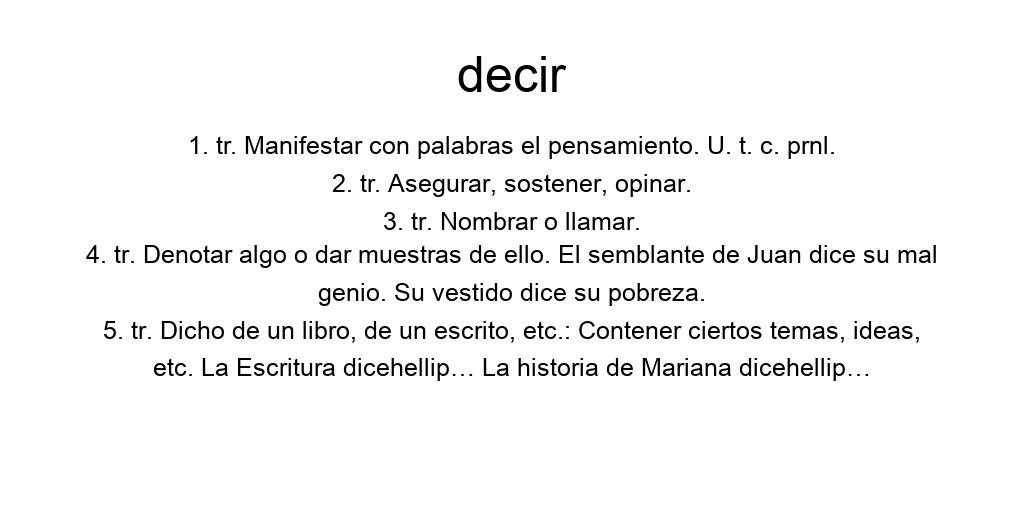 decir
1. tr. Manifestar con palabras el pensamiento. U. t. c. prnl.
2. tr. Asegurar, sostener, opinar.
3. tr. Nombrar o llamar.
4. tr. Denotar algo o dar muestras de ello. El semblante de Juan dice su mal
genio. Su vestido dice su pobreza.
5. tr. Dicho de un libro, de un escrito, etc.: Contener ciertos temas, ideas,
etc. La Escritura dicehellip… La historia de Mariana dicehellip…